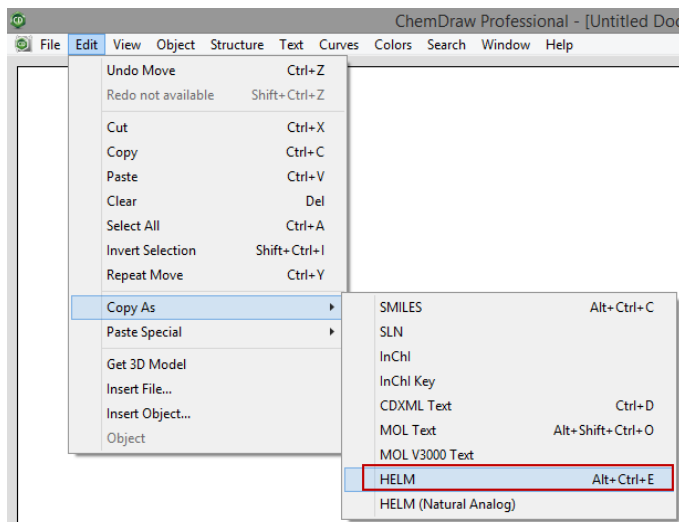 ChemDraw Professional - [Untitled Doc
File Edit View Object Structure Text Curves Colors Search Window Help
Undo Move Ctrl+Z
Redo not available Shift+Ctrl+Z
Cut Ctrl+X
Copy Ctrl+C
Paste Ctrl+V
Clear Del
Select All Ctrl+A
Invert Selection Shift+Ctrl+I
Repeat Move Ctrl+Y
Copy As
Paste Special
Get 3D Model
Insert File...
Insert Object...
Object
SMILES Alt+Ctrl+C
SLN
InChI
InChI Key
CDXML Text Ctrl+D
MOL Text Alt+Shift+Ctrl+O
MOL V3000 Text
HELM Alt+Ctrl+E
HELM (Natural Analog)